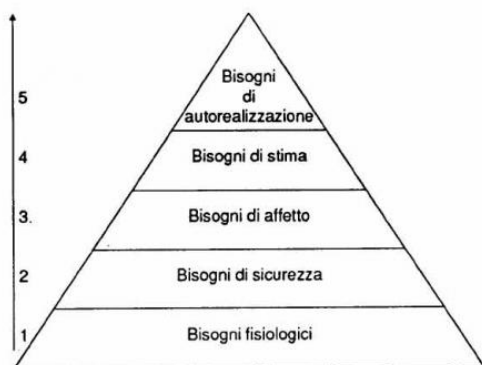 Bisogni
di
autorealizzazione
5
Bisogni di stima
4
Bisogni di affetto
3.
Bisogni di sicurezza
2
Bisogni fisiologici
1